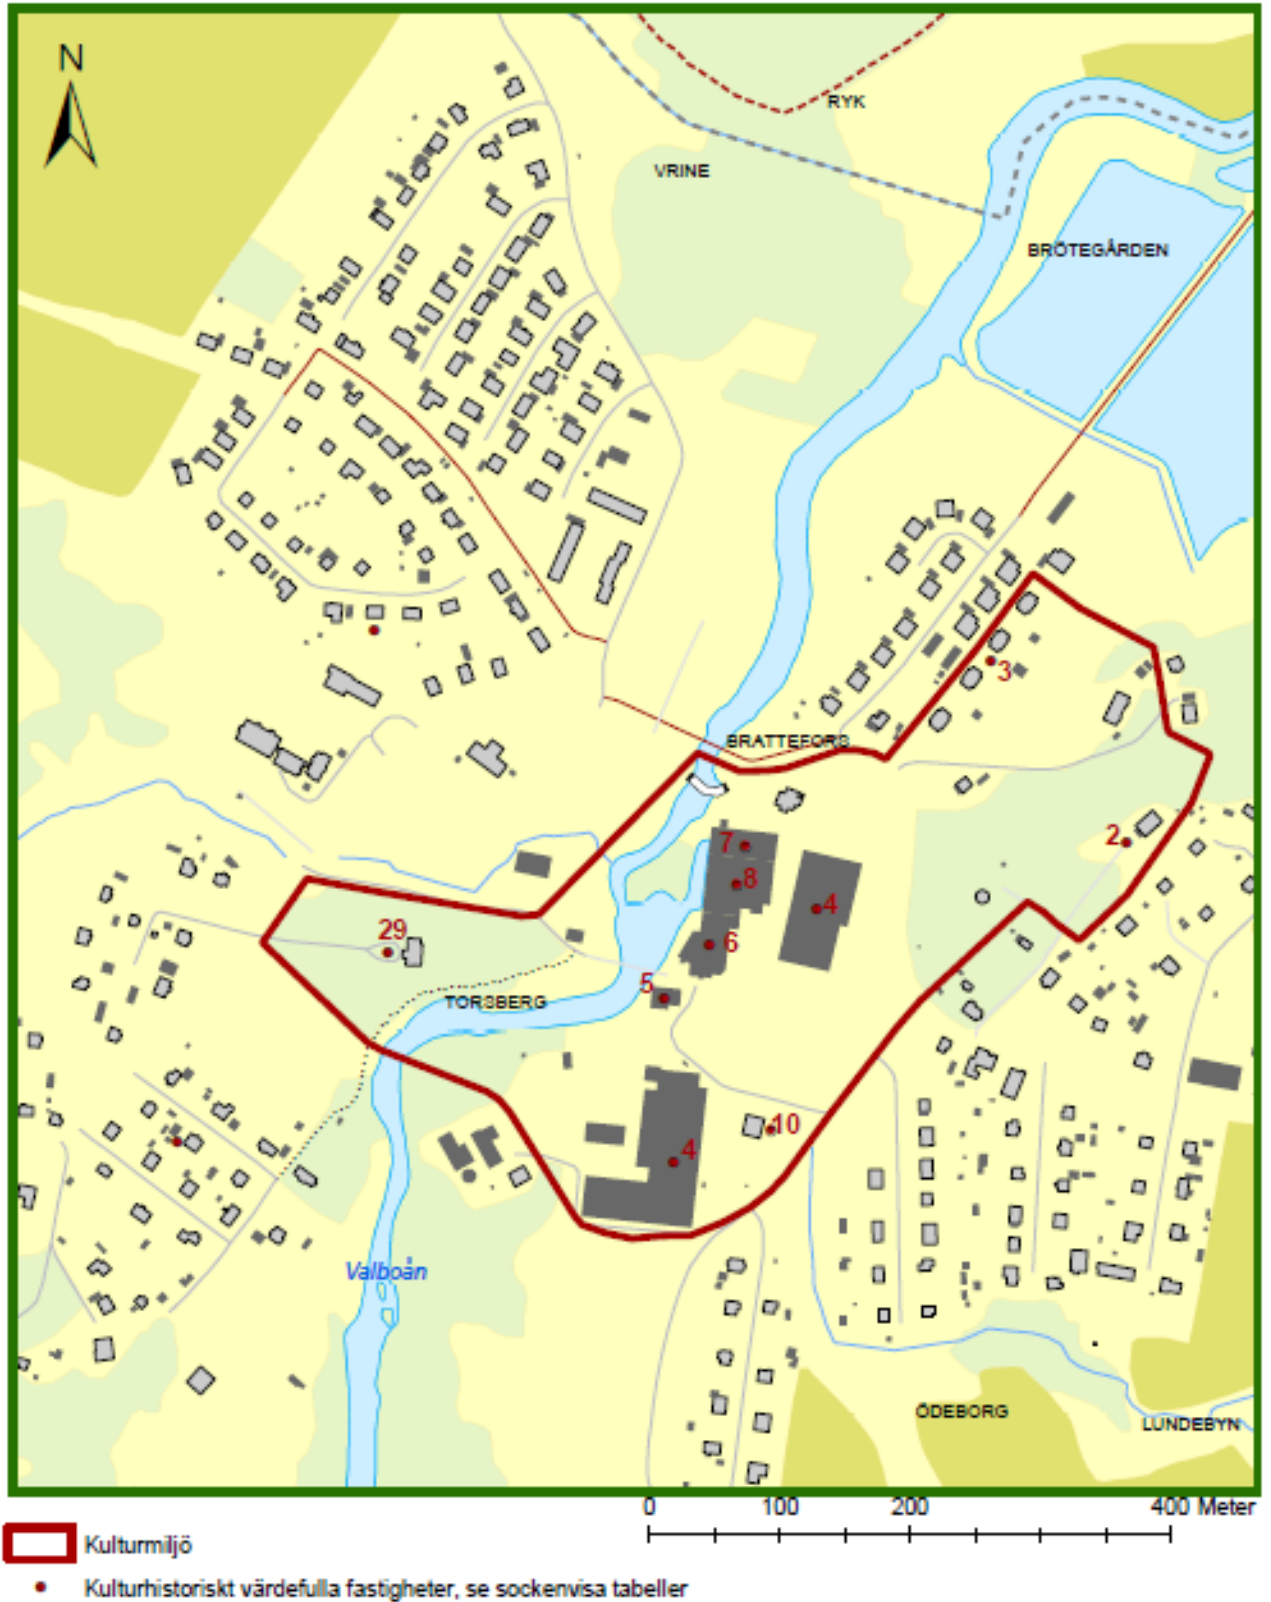 N
RYK
VRINE
BRÖTEGÅRDEN
3
BRATTEFORS
7
2
8
4
29
6
5
TORSBERG
10
4
Valboån
ÖDEBORG
LUNDEBYN
0 100 200 400 Meter
Kulturmiljö
Kulturhistoriskt värdefulla fastigheter, se sockenvisa tabeller